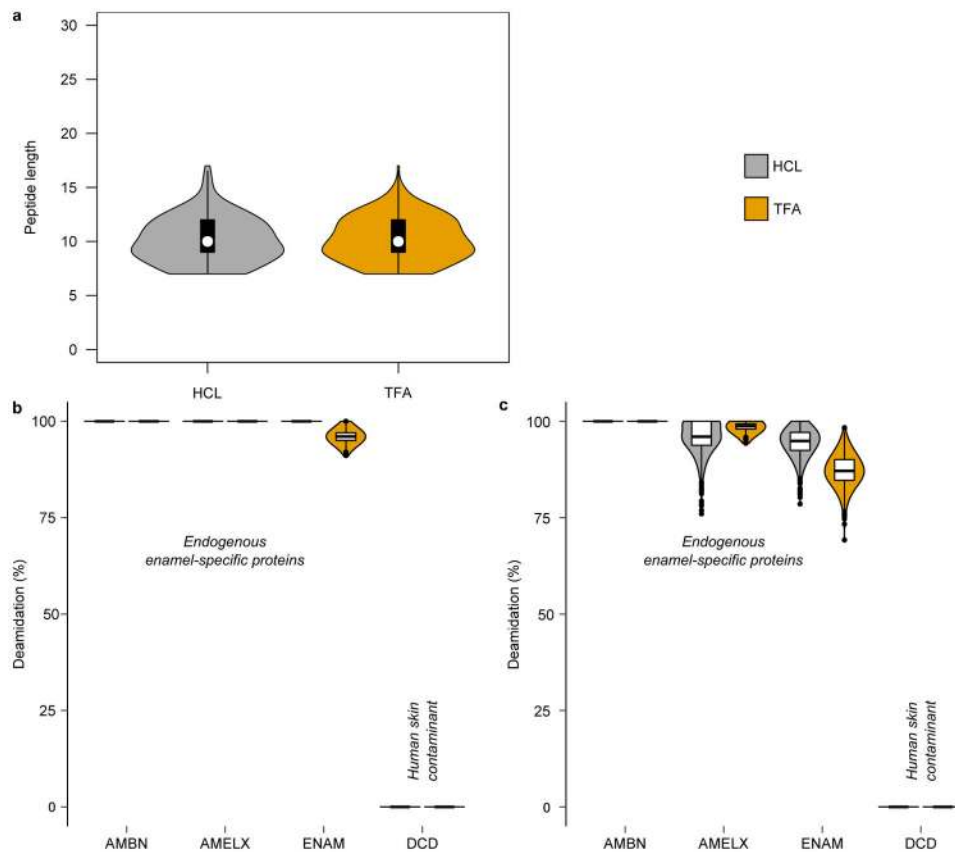 a
30
25
20
15
10
5
0
Peptide length
HCL
TFA
HCL
TFA
b
100
75
50
25
0
Deamidation (%)
Endogenous
enamel-specific proteins
Human skin
contaminant
AMBN
AMELX
ENAM
DCD
c
100
75
50
25
0
Deamidation (%)
Endogenous
enamel-specific proteins
Human skin
contaminant
AMBN
AMELX
ENAM
DCD